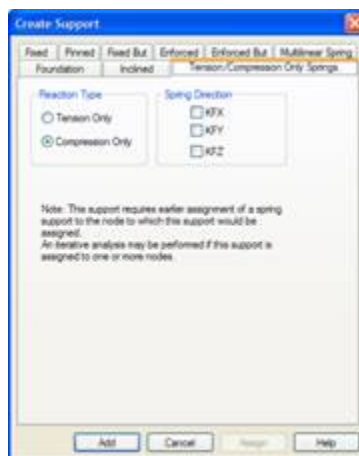 Create Support
Fixed Pinned Fixed But Enforced Enforced But Multilinear Spring
Foundation Inclined Tension/Compression Only Springs
Reaction Type Spring Direction
Tension Only KFX
Compression Only KFY
KFZ
Note: This support requires earlier assignment of a spring
support to the node to which this support would be
assigned.
An iterative analysis may be performed if this support is
assigned to one or more nodes.
Add Cancel Assign Help